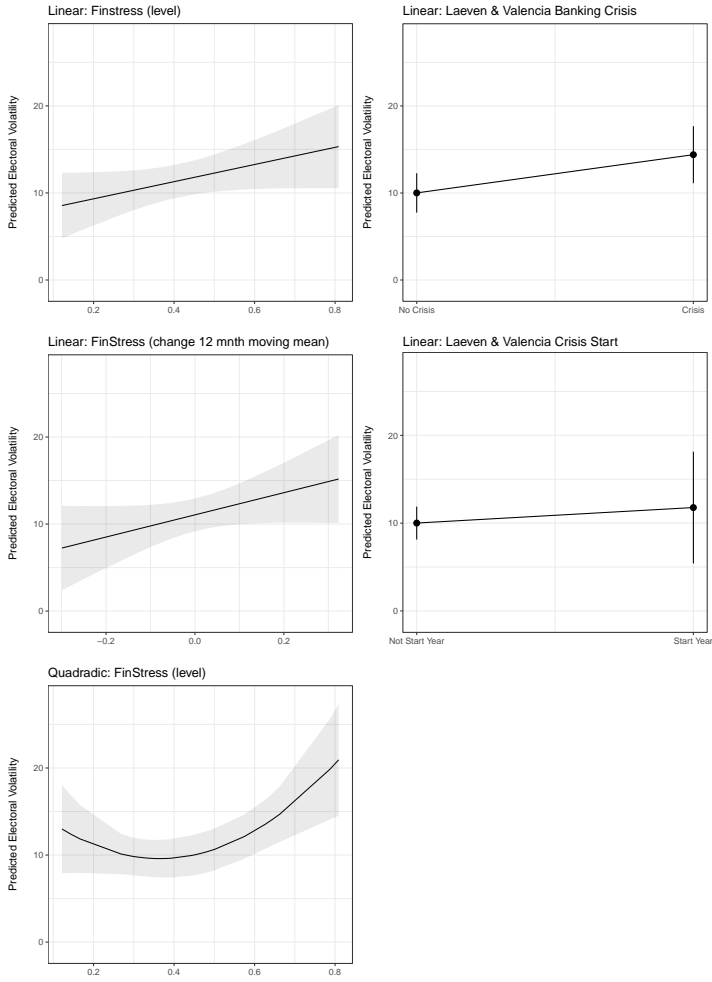 Linear: Finstress (level)
Predicted Electoral Volatility
20
10
0
0.2 0.4 0.6 0.8
Linear: Laeven & Valencia Banking Crisis
Predicted Electoral Volatility
20
10
0
No Crisis Crisis
Linear: FinStress (change 12 mnth moving mean)
Predicted Electoral Volatility
20
10
0
−0.2 0.0 0.2
Linear: Laeven & Valencia Crisis Start
Predicted Electoral Volatility
20
10
0
Not Start Year Start Year
Quadradic: FinStress (level)
Predicted Electoral Volatility
20
10
0
0.2 0.4 0.6 0.8